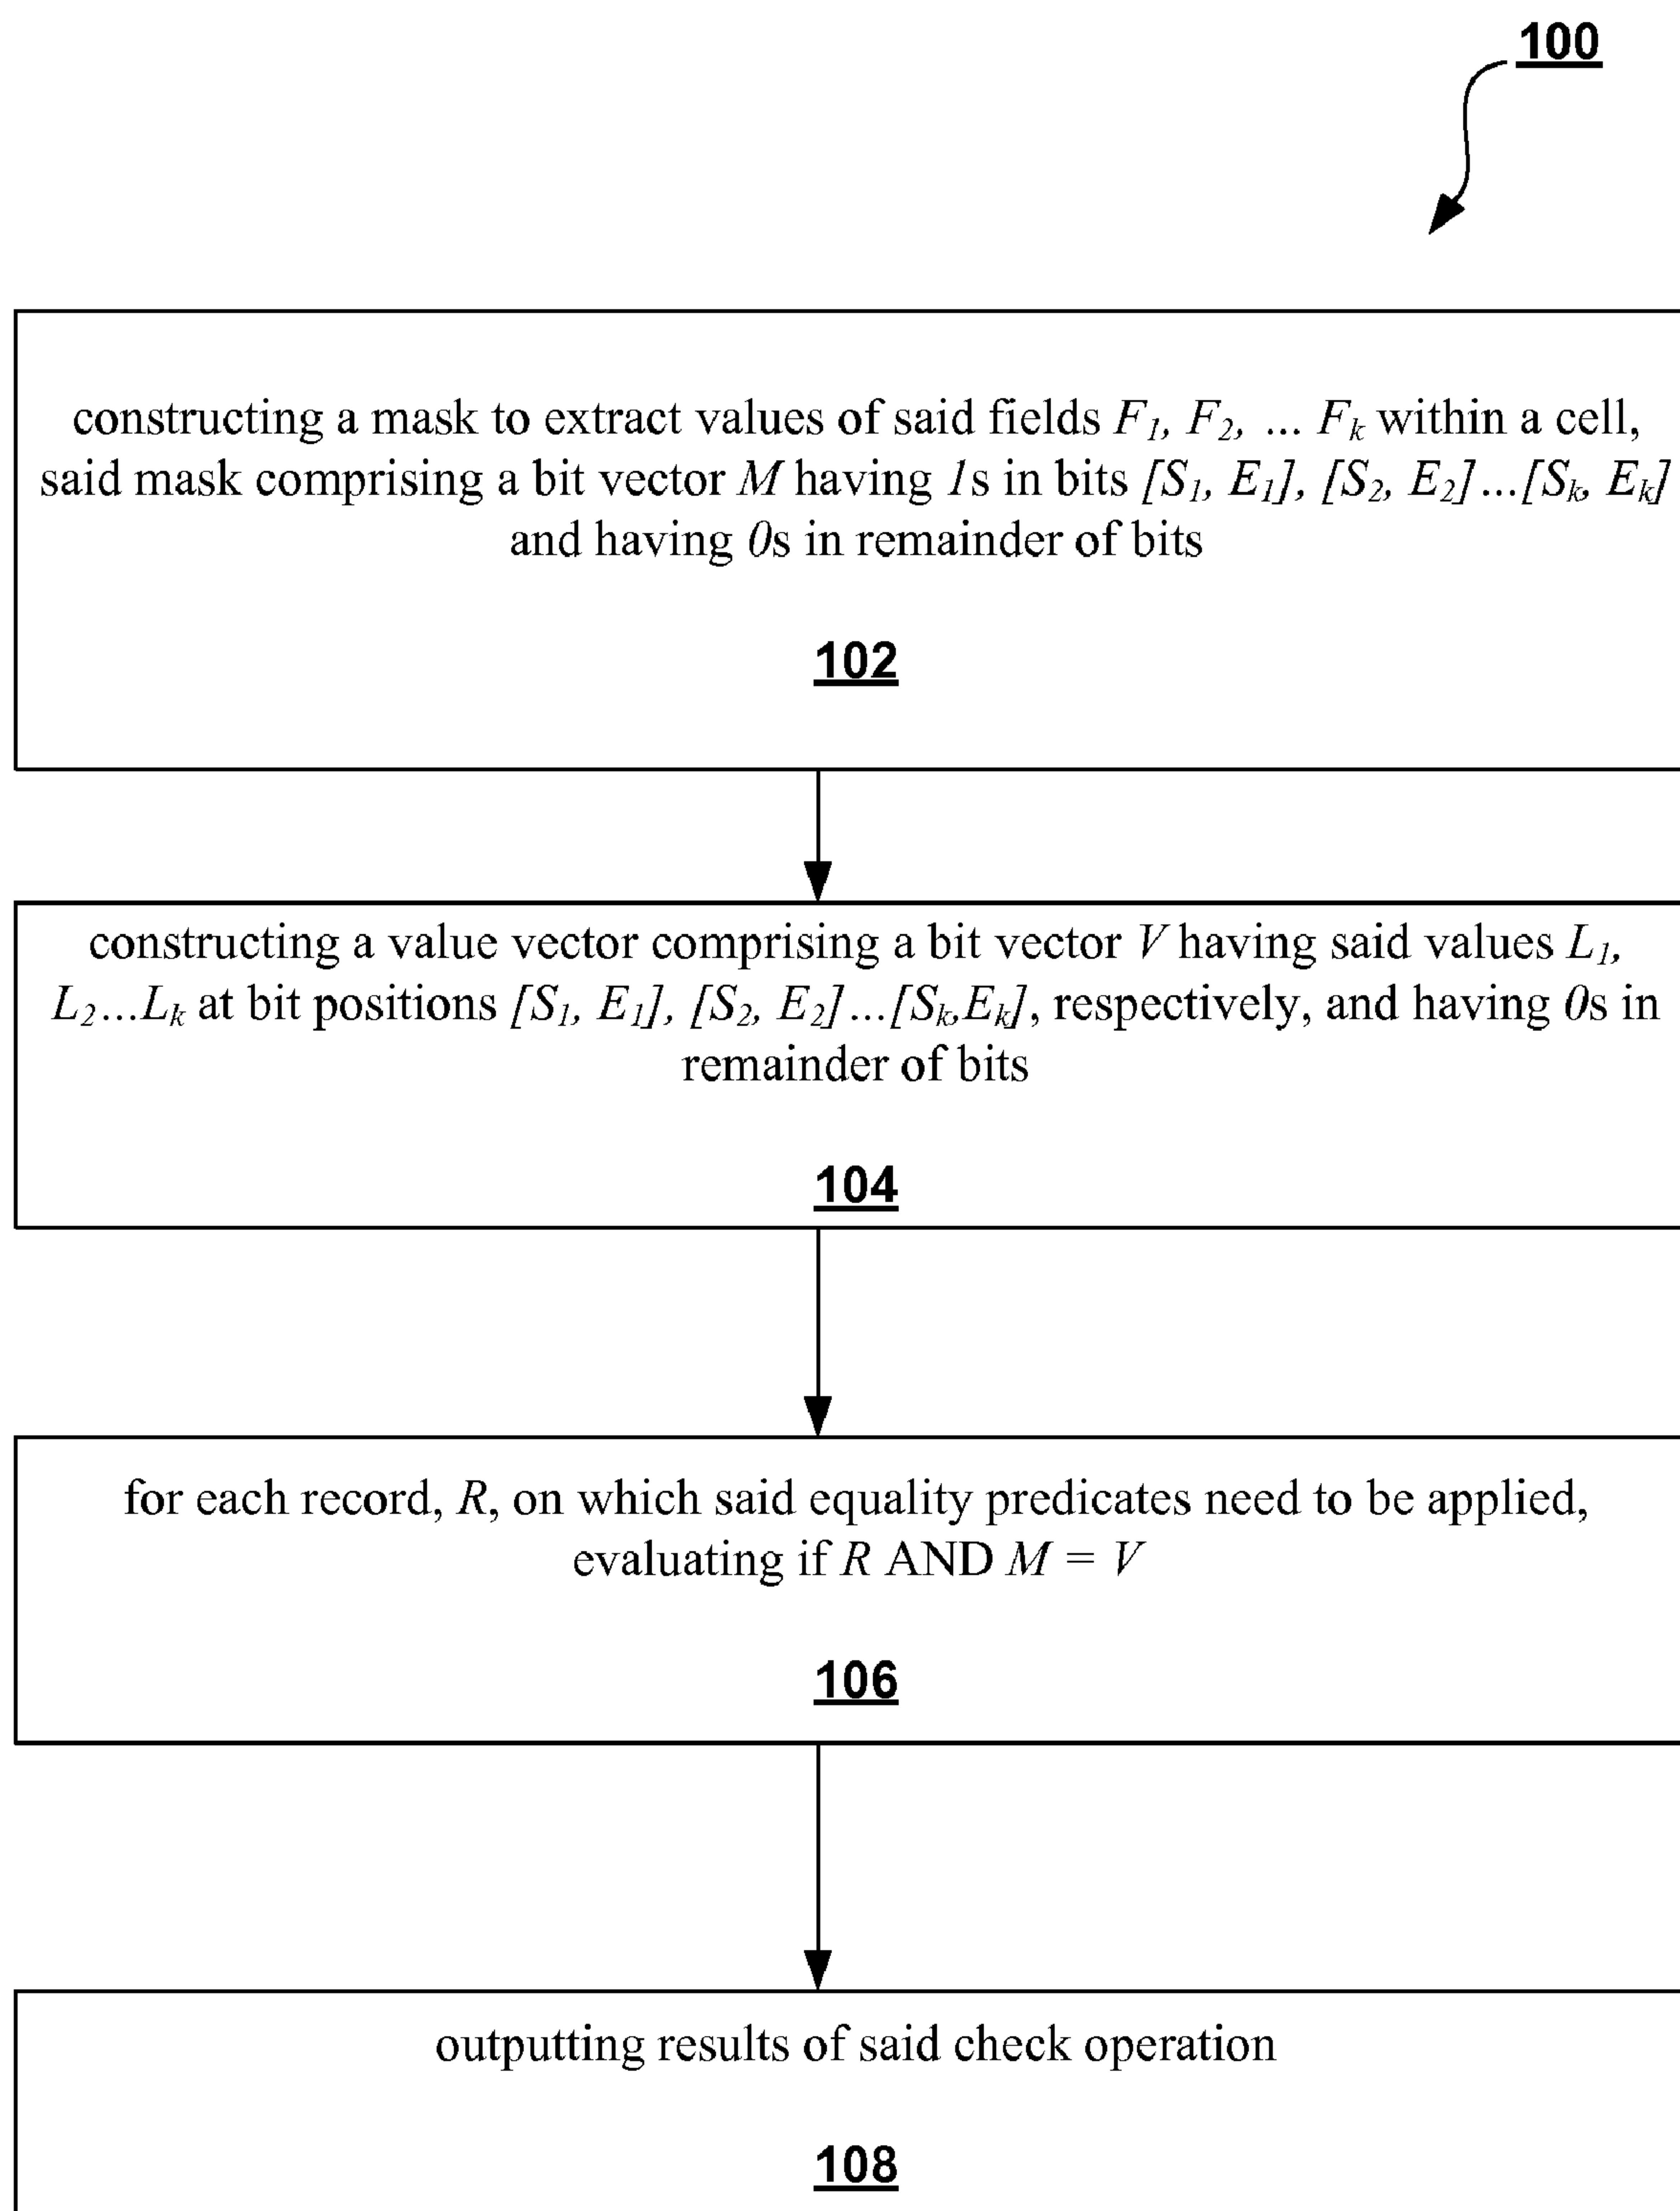 100
constructing a mask to extract values of said fields F₁, F₂, ... Fₖ within a cell,
said mask comprising a bit vector M having 1s in bits [S₁, E₁], [S₂, E₂]...[Sₖ, Eₖ]
and having 0s in remainder of bits
102
constructing a value vector comprising a bit vector V having said values L₁,
L₂...Lₖ at bit positions [S₁, E₁], [S₂, E₂]...[Sₖ,Eₖ], respectively, and having 0s in
remainder of bits
104
for each record, R, on which said equality predicates need to be applied,
evaluating if R AND M = V
106
outputting results of said check operation
108